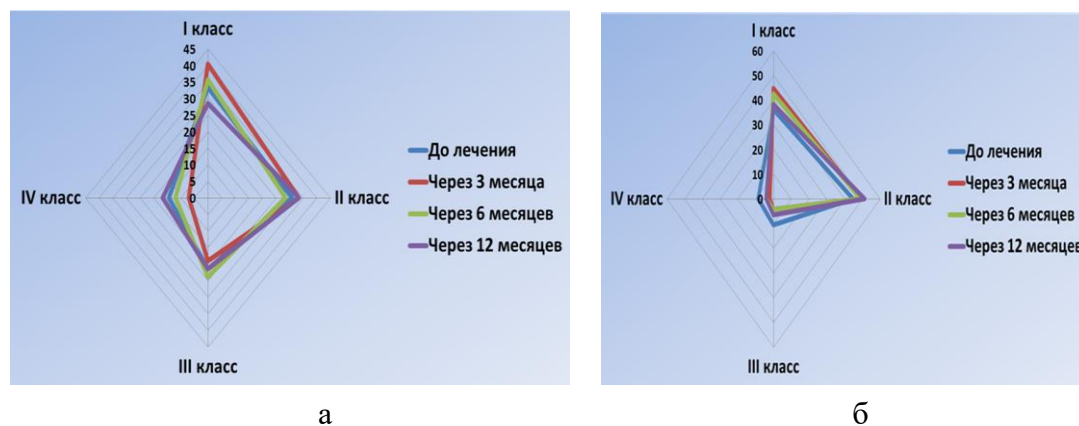 I класс
45
40
35
30
25
20
15
10
5
0
IV класс
II класс
III класс
До лечения
Через 3 месяца
Через 6 месяцев
Через 12 месяцев
а
I класс
60
50
40
30
20
10
0
IV класс
II класс
III класс
До лечения
Через 3 месяца
Через 6 месяцев
Через 12 месяцев
б